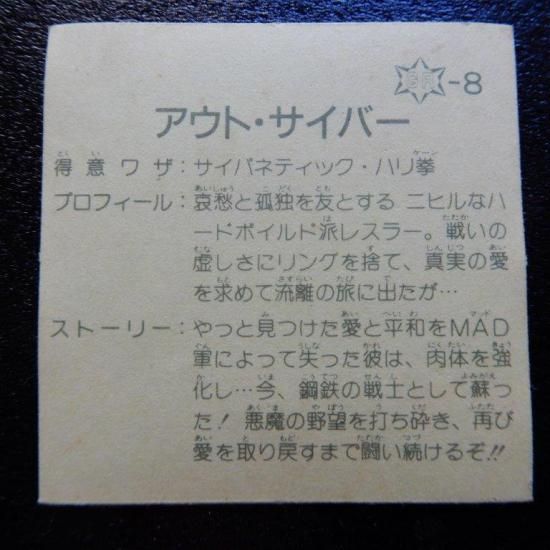 -8
アウト・サイバー
得意ワザ：サイバネティック・ハリ拳
プロフィール：哀愁と孤独を友とする ニヒルなハ
ードボイルド派レスラー。戦いの
虚しさにリングを捨て、真実の愛
を求めて流離の旅に出たが…
ストーリー：やっと見つけた愛と平和をMAD
軍によって失った彼は、肉体を強
化し…今、鋼鉄の戦士として蘇っ
た！悪魔の野望を打ち砕き、再び
愛を取り戻すまで闘い続けるぞ!!